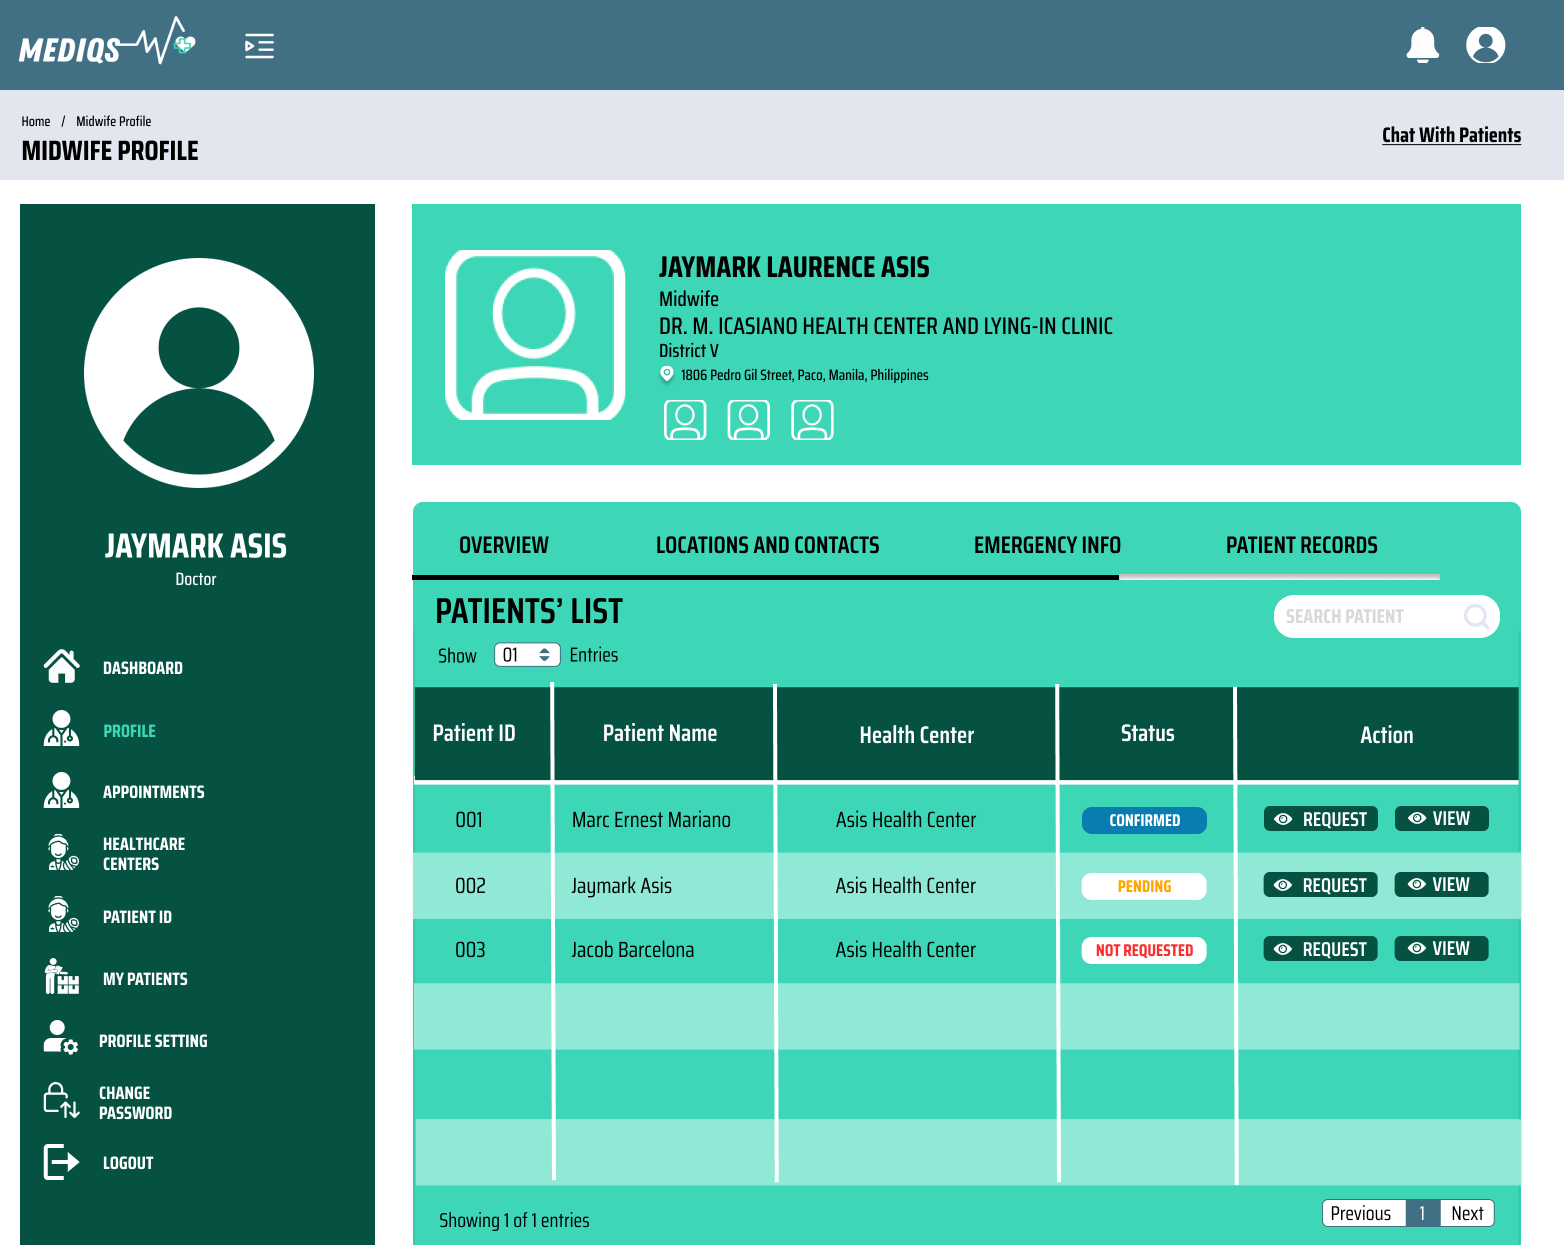 MEDIQS
Home / Midwife Profile
MIDWIFE PROFILE
Chat With Patients
JAYMARK ASIS
Doctor
DASHBOARD
PROFILE
APPOINTMENTS
HEALTHCARE
CENTERS
PATIENT ID
MY PATIENTS
PROFILE SETTING
CHANGE
PASSWORD
LOGOUT
JAYMARK LAURENCE ASIS
Midwife
DR. M. ICASIANO HEALTH CENTER AND LYING-IN CLINIC
District V
1806 Pedro Gil Street, Paco, Manila, Philippines
OVERVIEW LOCATIONS AND CONTACTS EMERGENCY INFO PATIENT RECORDS
PATIENTS’ LIST
SEARCH PATIENT
Show 01 Entries
Patient ID Patient Name Health Center Status Action
001 Marc Ernest Mariano Asis Health Center CONFIRMED REQUEST VIEW
002 Jaymark Asis Asis Health Center PENDING REQUEST VIEW
003 Jacob Barcelona Asis Health Center NOT REQUESTED REQUEST VIEW
Showing 1 of 1 entries
Previous 1 Next